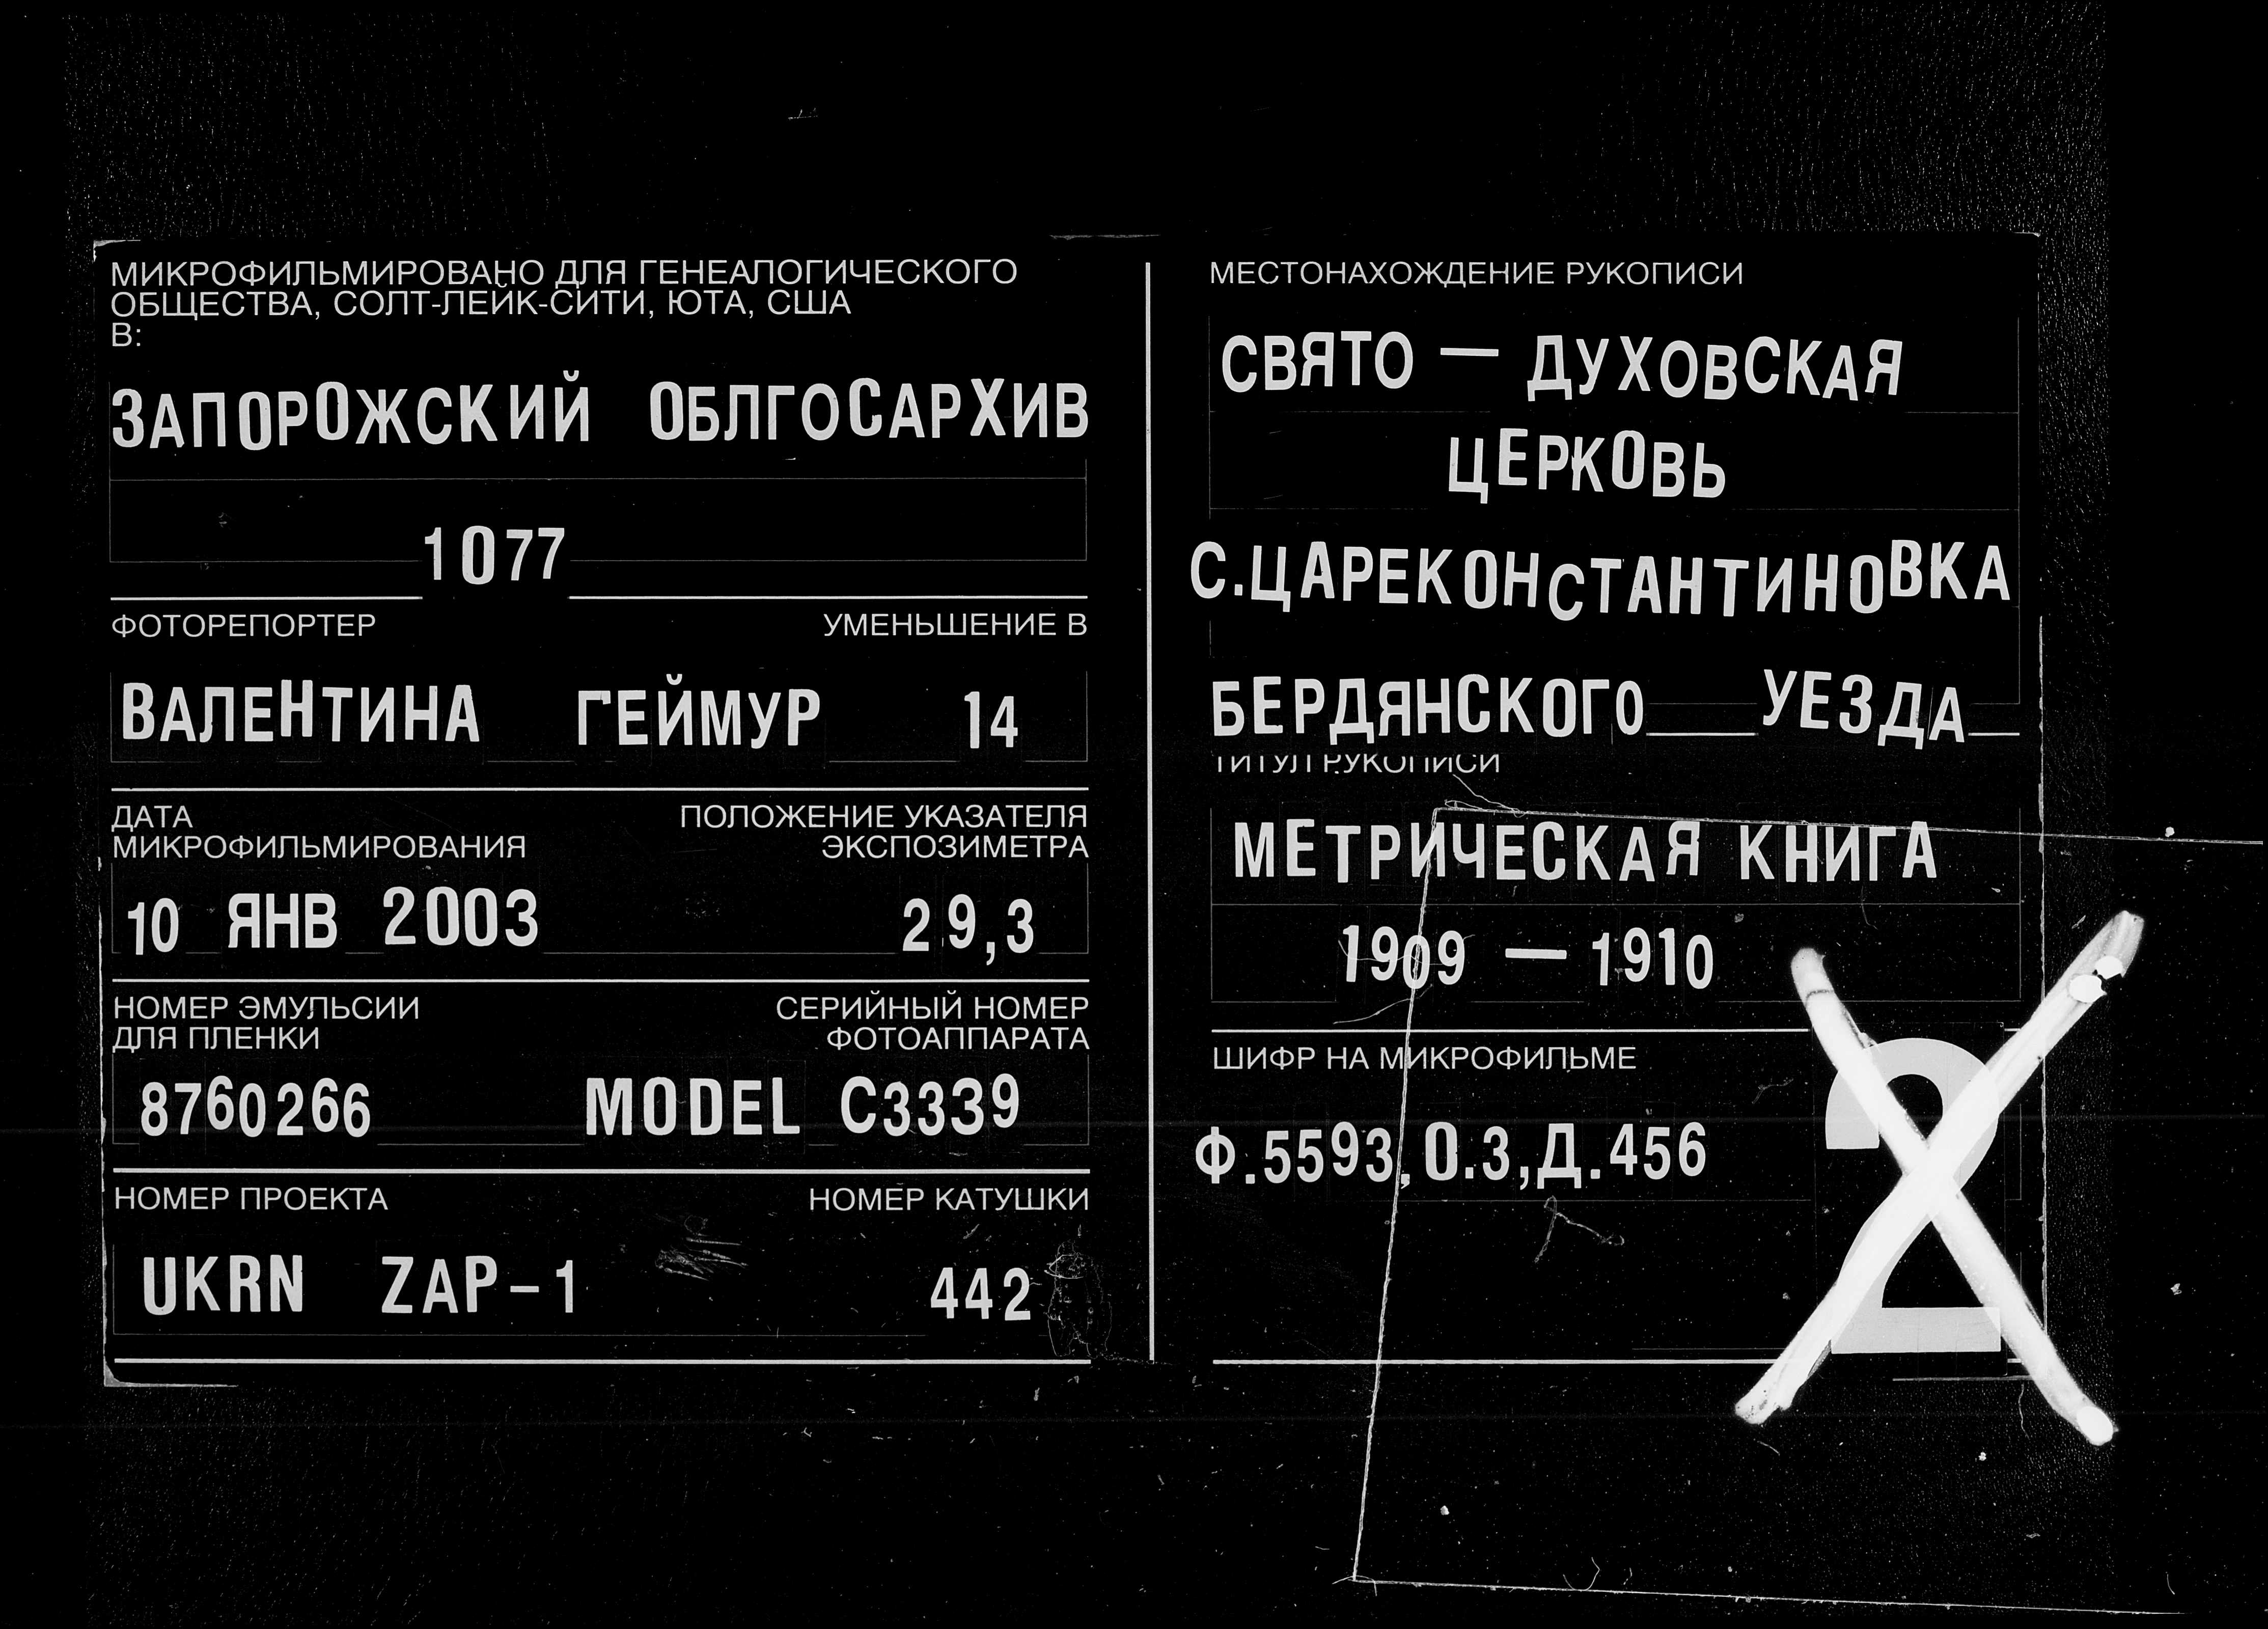 МИКРОФИЛЬМИРОВАНО ДЛЯ ГЕНЕАЛОГИЧЕСКОГО
ОБЩЕСТВА, СОЛТ-ЛЕЙК-СИТИ, ЮТА, США
В:
ЗАПОРОЖСКИЙ ОБЛГОСАРХИВ
1077
ФОТОРЕПОРТЕР УМЕНЬШЕНИЕ В
ВАЛЕНТИНА ГЕЙМУР 14
ДАТА
МИКРОФИЛЬМИРОВАНИЯ
ПОЛОЖЕНИЕ УКАЗАТЕЛЯ
ЭКСПОЗИМЕТРА
10 ЯНВ 2003 29,3
НОМЕР ЭМУЛЬСИИ
ДЛЯ ПЛЕНКИ
СЕРИЙНЫЙ НОМЕР
ФОТОАППАРАТА
8760266 MODEL C3339
НОМЕР ПРОЕКТА НОМЕР КАТУШКИ
UKRN ZAP-1 442
МЕСТОНАХОЖДЕНИЕ РУКОПИСИ
СВЯТО — ДУХОВСКАЯ
ЦЕРКОВЬ
С.ЦАРЕКОНСТАНТИНОВКА
БЕРДЯНСКОГО УЕЗДА
ТИТУЛ РУКОПИСИ
МЕТРИЧЕСКАЯ КНИГА
1909 — 1910
ШИФР НА МИКРОФИЛЬМЕ
Ф.5593,О.3,Д.456
2